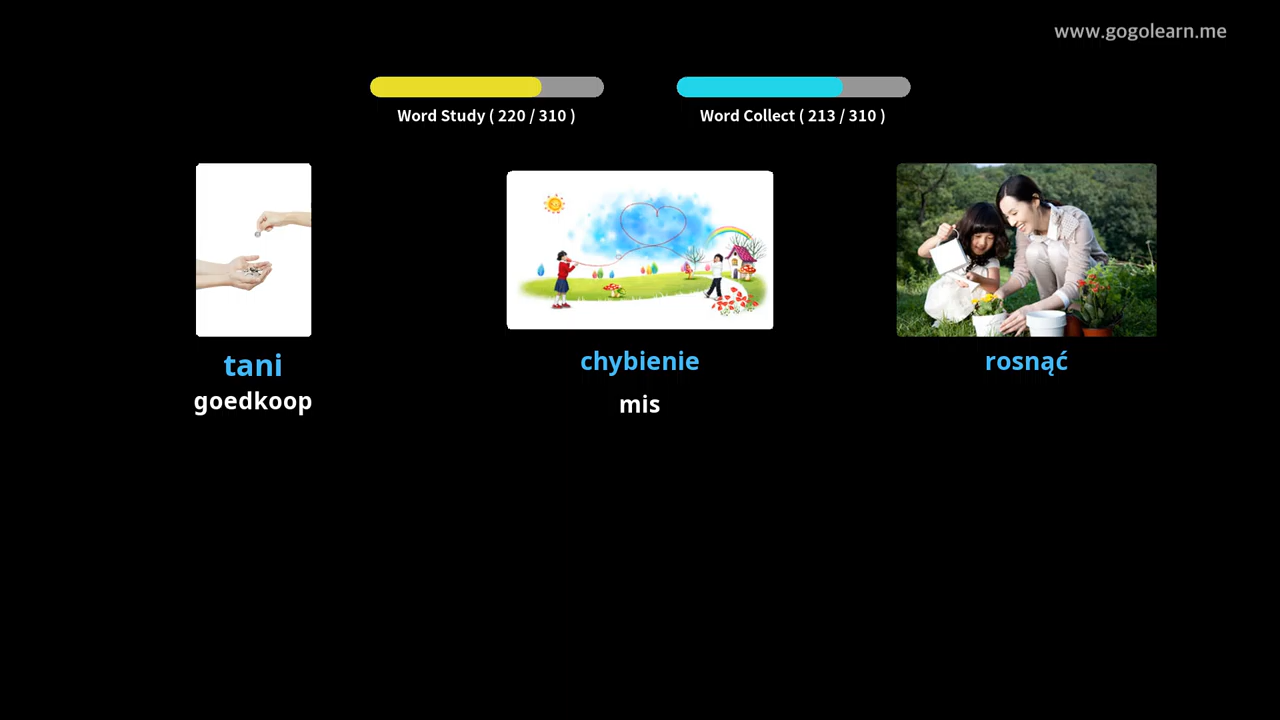 www.gogolearn.me
Word Study ( 220 / 310 )
Word Collect ( 213 / 310 )
tani
goedkoop
chybienie
mis
rosnąć